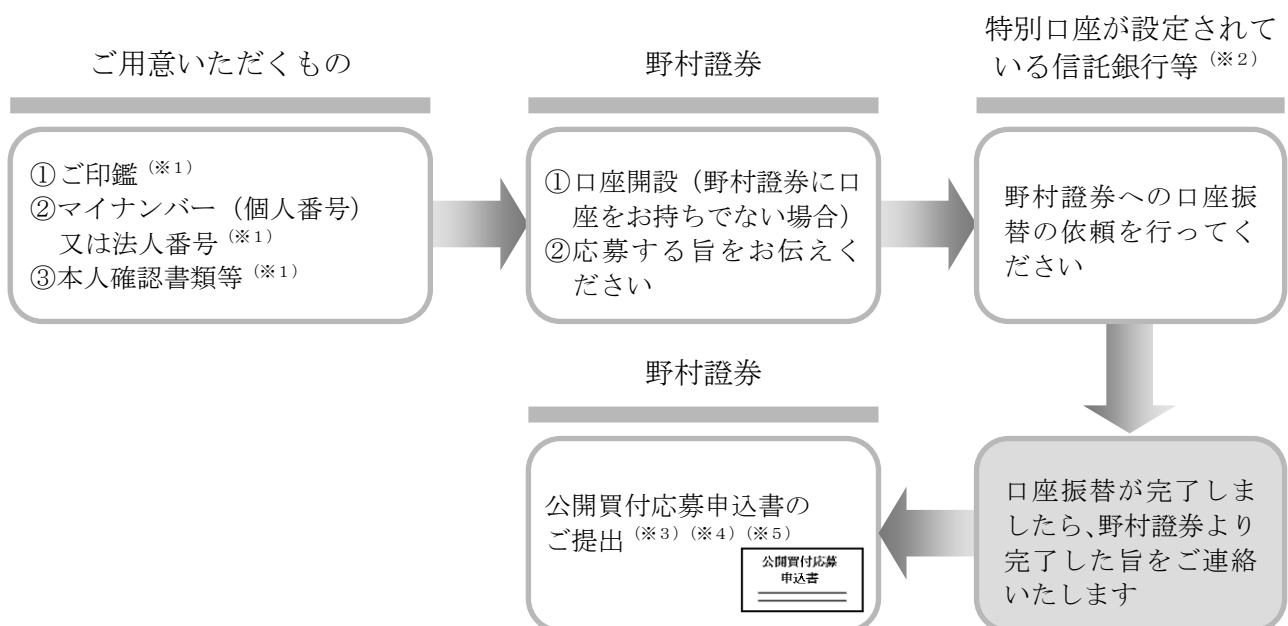 ご用意いただくもの
①ご印鑑(※1)
②マイナンバー(個人番号)
又は法人番号(※1)
③本人確認書類等(※1)
野村證券
①口座開設(野村證券に口
座をお持ちでない場合)
②応募する旨をお伝えく
ださい
特別口座が設定されて
いる信託銀行等(※2)
野村證券への口座振
替の依頼を行ってく
ださい
口座振替が完了しま
したら、野村證券より
完了した旨をご連絡
いたします
野村證券
公開買付応募申込書の
ご提出(※3)(※4)(※5)
公開買付応募
申込書